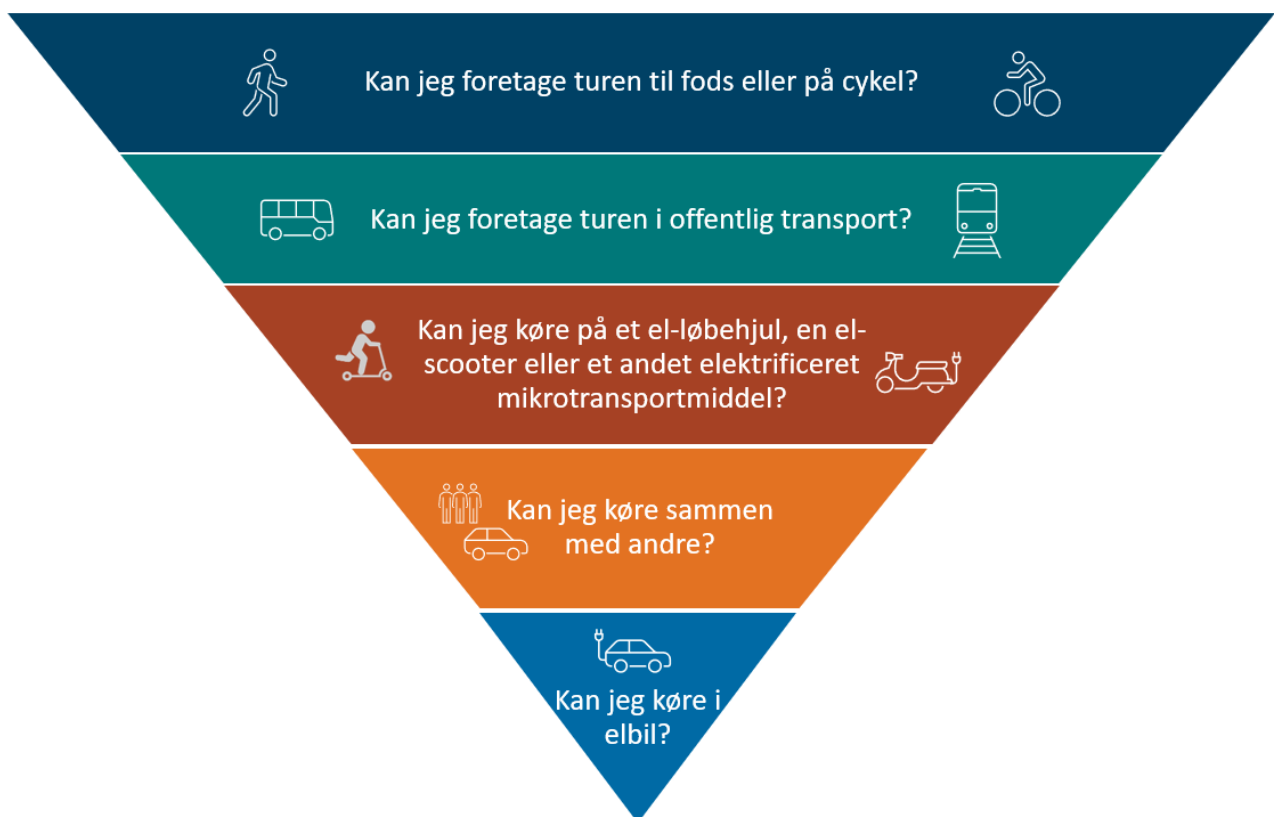 Kan jeg foretage turen til fods eller på cykel?
Kan jeg foretage turen i offentlig transport?
Kan jeg køre på et el-løbehjul, en el-
scooter eller et andet elektrificeret
mikrotransportmiddel?
Kan jeg køre sammen
med andre?
Kan jeg køre i
elbil?